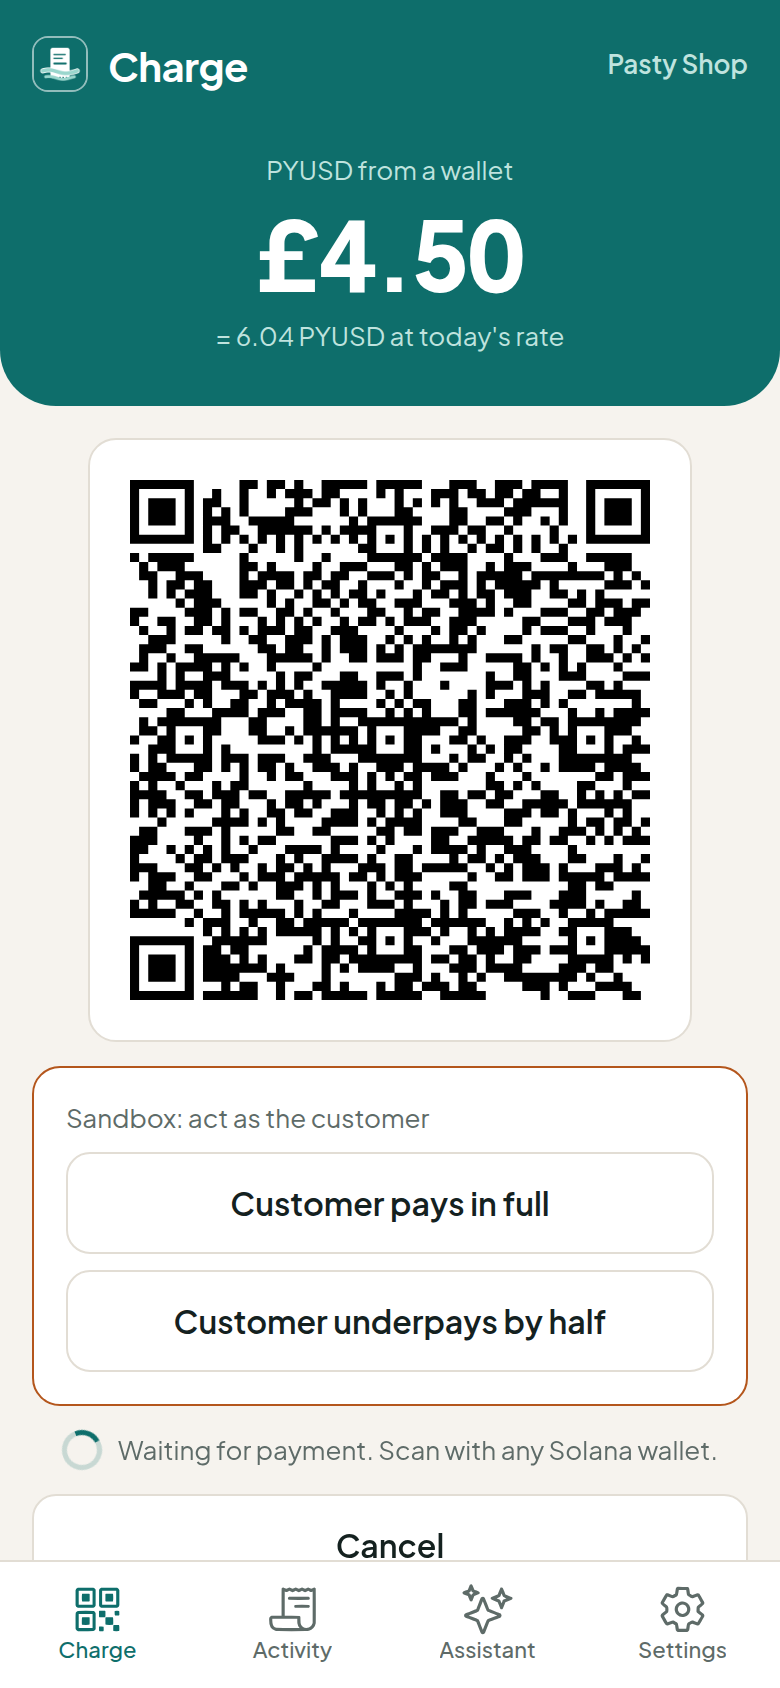 Charge
Pasty Shop
PYUSD from a wallet
£4.50
= 6.04 PYUSD at today's rate
Sandbox: act as the customer
Customer pays in full
Customer underpays by half
Waiting for payment. Scan with any Solana wallet.
Cancel
Charge
Activity
Assistant
Settings